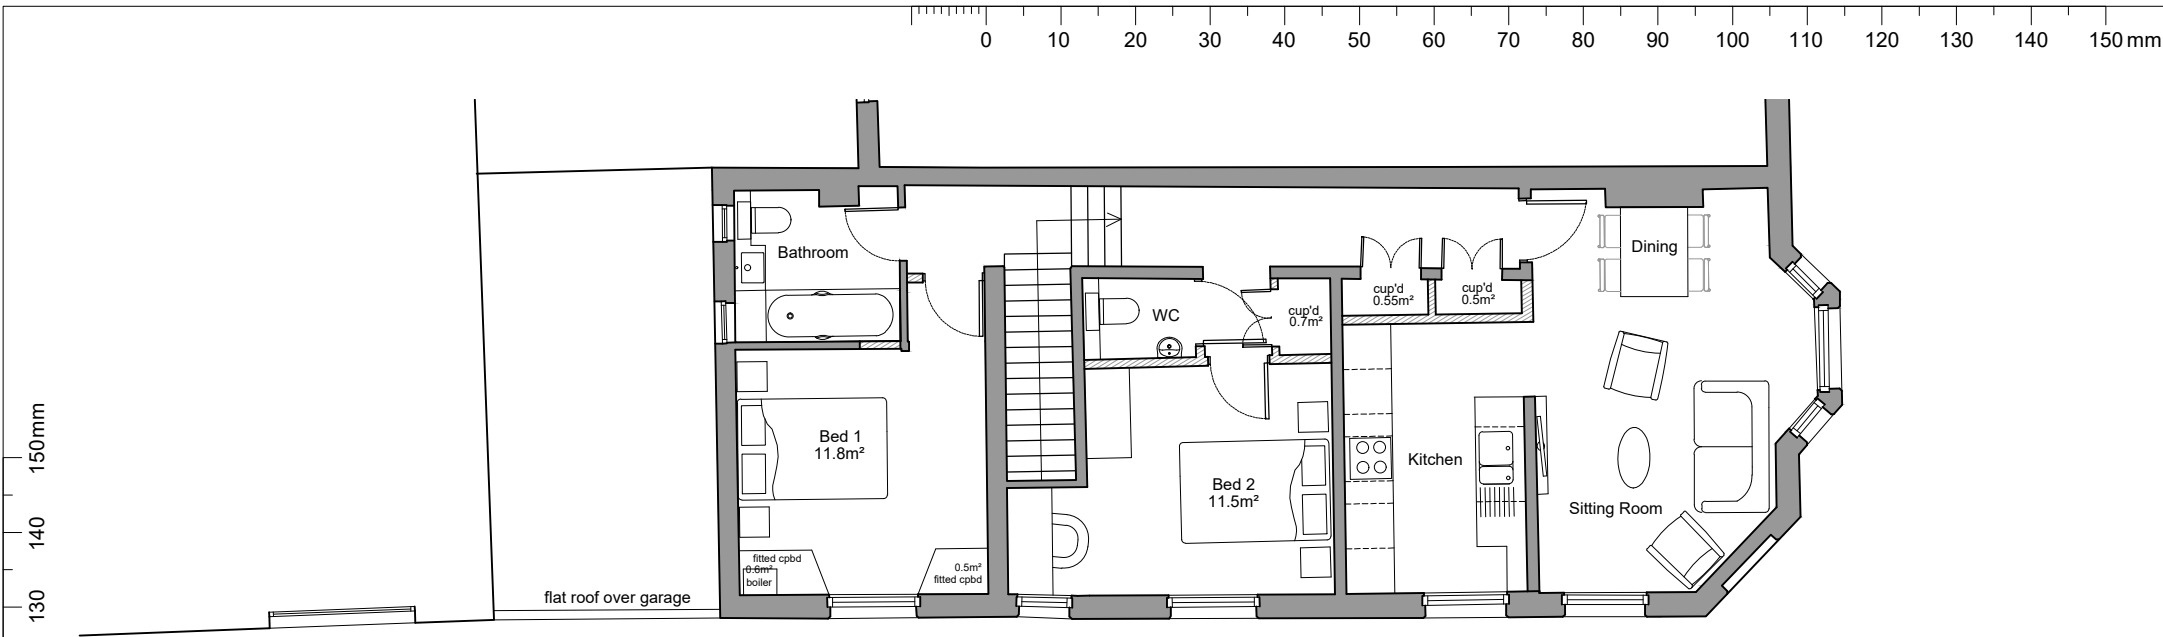 0 10 20 30 40 50 60 70 80 90 100 110 120 130 140 150 mm
150mm
140
130
Bathroom
WC
cup'd
0.7m²
cup'd
0.55m²
cup'd
0.5m²
Dining
Bed 1
11.8m²
Bed 2
11.5m²
Kitchen
Sitting Room
fitted cpbd
0.6m²
boiler
0.5m²
fitted cpbd
flat roof over garage